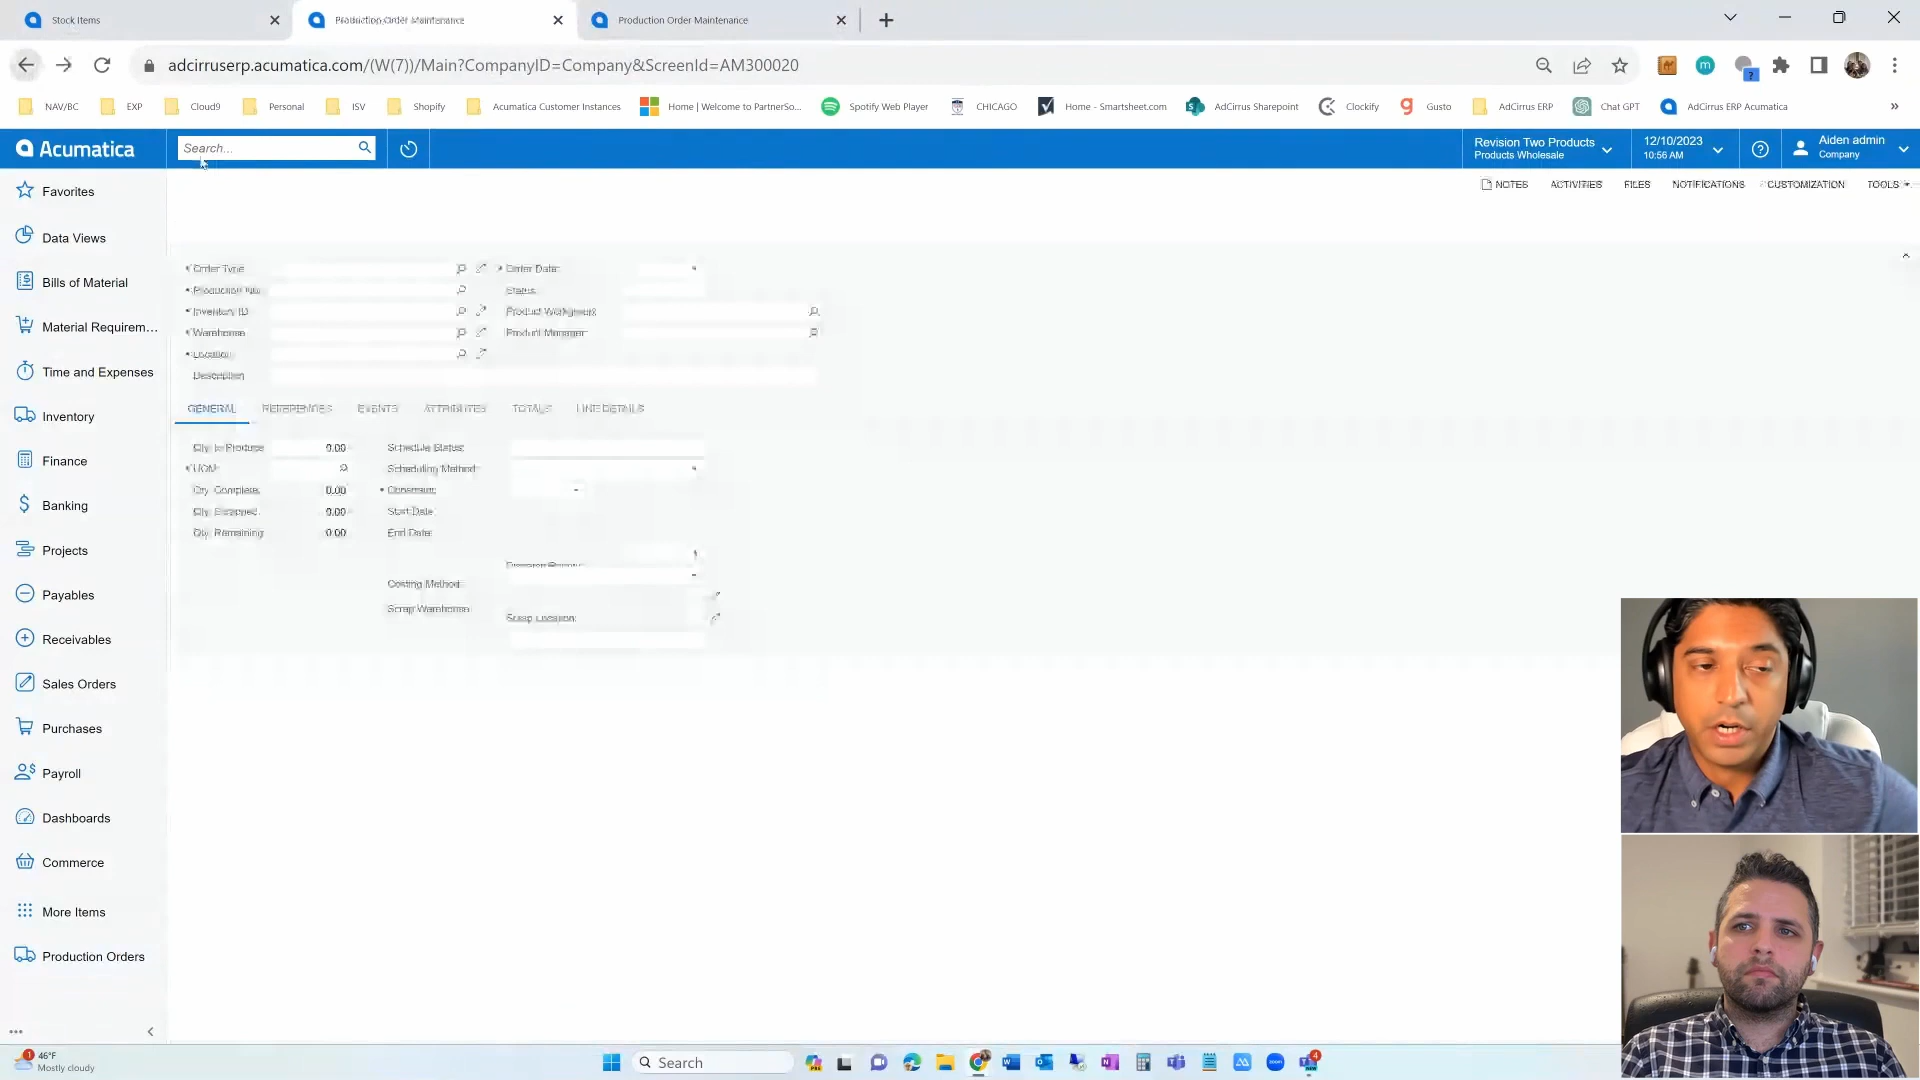 Stock Items
Production Order Maintenance
Production Order Maintenance
adcirruserp.acumatica.com/(W(7))/Main?CompanyID=Company&ScreenId=AM300020
NAV/BC
EXP
Cloud9
Personal
ISV
Shopify
Acumatica Customer Instances
Home | Welcome to PartnerSo...
Spotify Web Player
CHICAGO
Home - Smartsheet.com
AdCirrus Sharepoint
Clockify
Gusto
AdCirrus ERP
Chat GPT
AdCirrus ERP Acumatica
Acumatica
Search...
Revision Two Products
Products Wholesale
12/10/2023
10:56 AM
Aiden admin
Company
NOTES
ACTIVITIES
FILES
NOTIFICATIONS
CUSTOMIZATION
TOOLS
Favorites
Data Views
Bills of Material
Material Requirem...
Time and Expenses
Inventory
Finance
Banking
Projects
Payables
Receivables
Sales Orders
Purchases
Payroll
Dashboards
Commerce
More Items
Production Orders
Order Type
Inventory ID
Warehouse
Location
Description
Order Date:
Status:
Product Workgroup:
Product Manager:
GENERAL
REFERENCES
EVENTS
ATTRIBUTES
TOTALS
LINE DETAILS
Qty. to Produce 0.00
UOM
Qty. Complete: 0.00
Qty. Scrapped: 0.00
Qty. Remaining 0.00
Schedule Status:
Scheduling Method
Constraint:
Start Date
End Date:
Costing Method
Scrap Warehouse
Scrap Location:
46°F
Mostly cloudy
Search